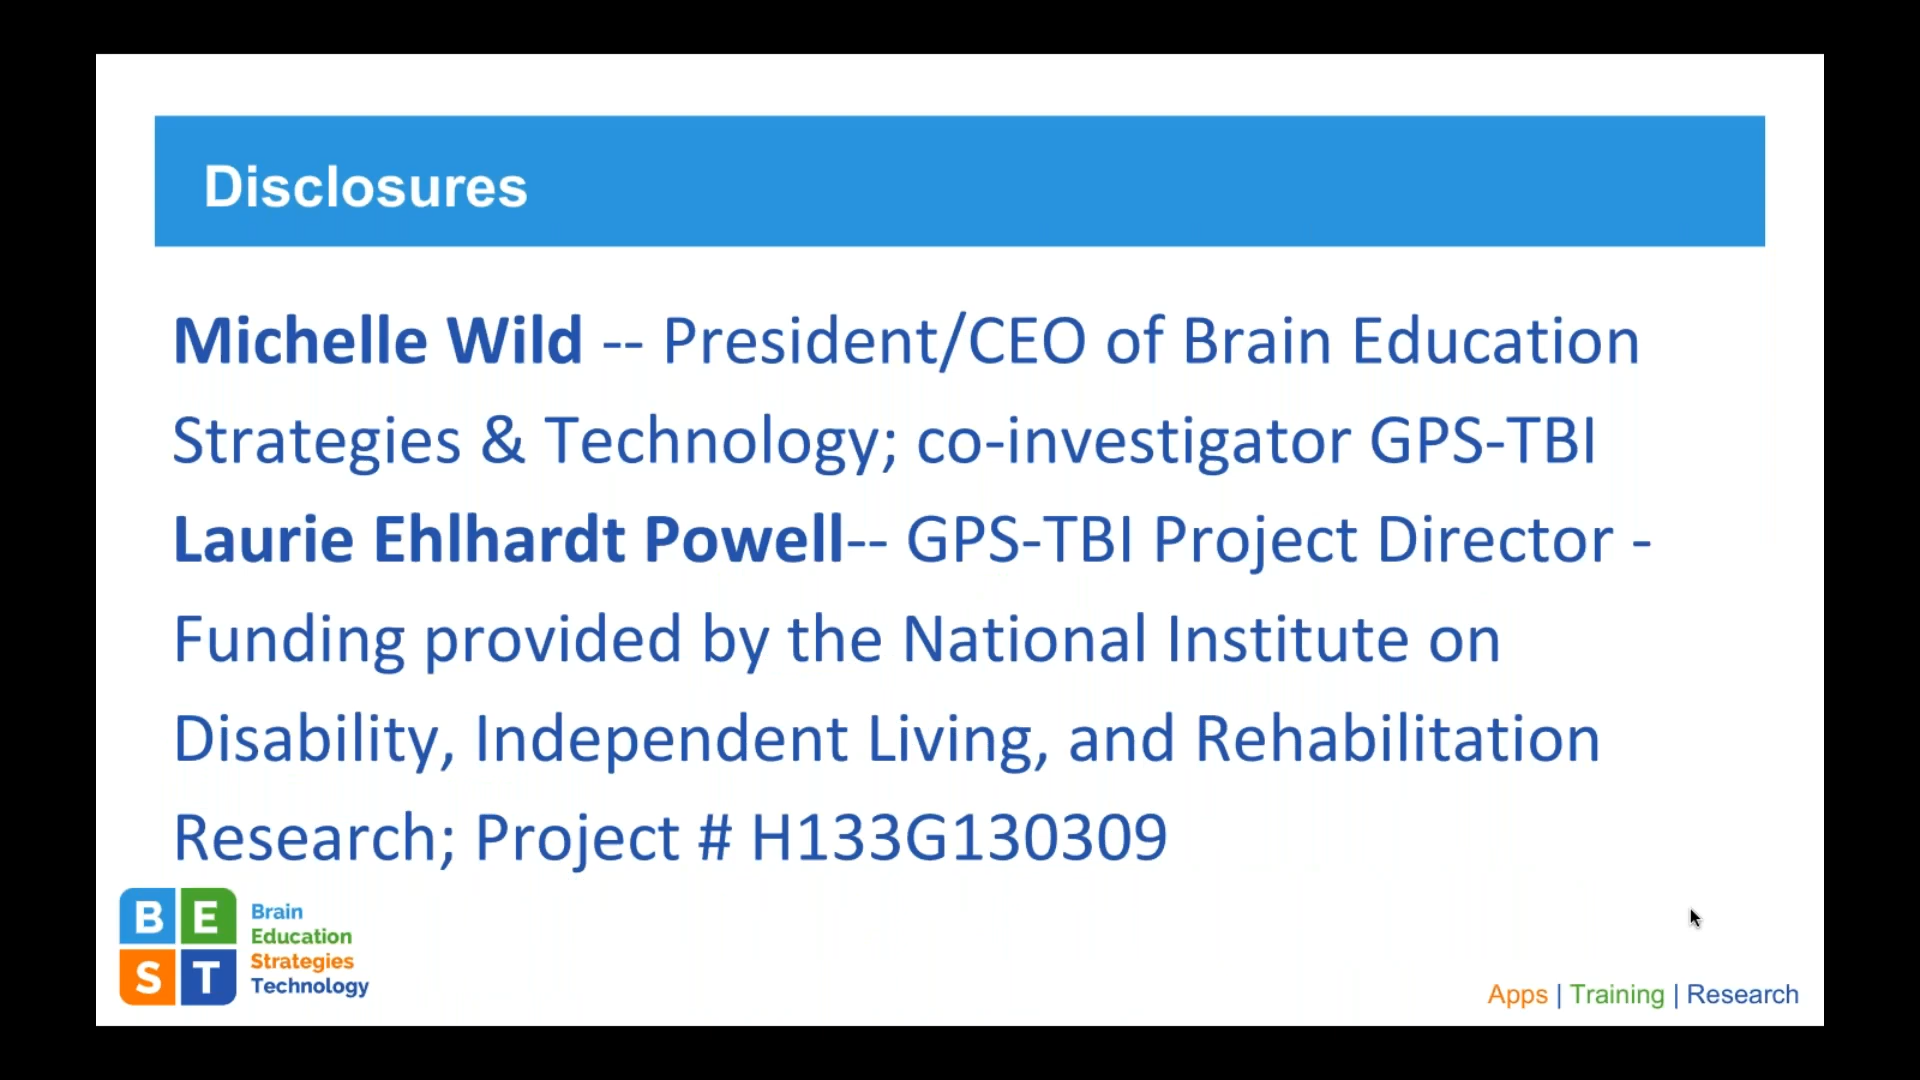 Disclosures
Michelle Wild -- President/CEO of Brain Education
Strategies & Technology; co-investigator GPS-TBI
Laurie Ehlhardt Powell-- GPS-TBI Project Director -
Funding provided by the National Institute on
Disability, Independent Living, and Rehabilitation
Research; Project # H133G130309
B E
S T
Brain
Education
Strategies
Technology
Apps | Training | Research